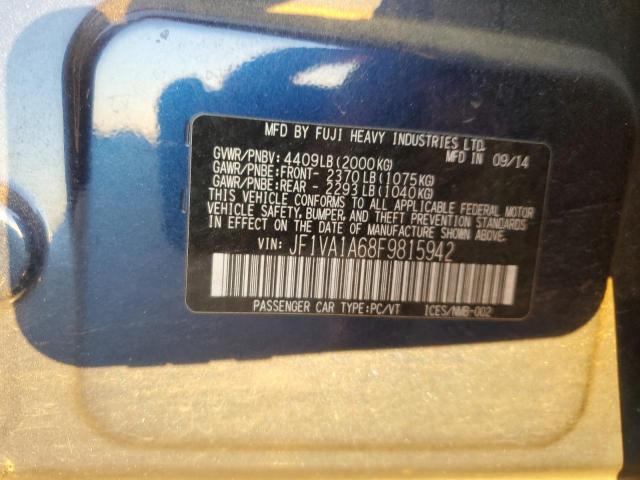 MFD BY FUJI HEAVY INDUSTRIES LTD.
MFD IN 09/14
GVWR/PNBV: 4409LB(2000KG)
GAWR/PNBE:FRONT- 2370LB(1075KG)
GAWR/PNBE:REAR - 2293LB(1040KG)
THIS VEHICLE CONFORMS TO ALL APPLICABLE FEDERAL MOTOR
VEHICLE SAFETY, BUMPER, AND THEFT PREVENTION STANDARDS
IN EFFECT ON THE DATE OF MANUFACTURE SHOWN ABOVE.
VIN: JF1VA1A68F9815942
PASSENGER CAR TYPE:PC/VT ICES/NMB-002